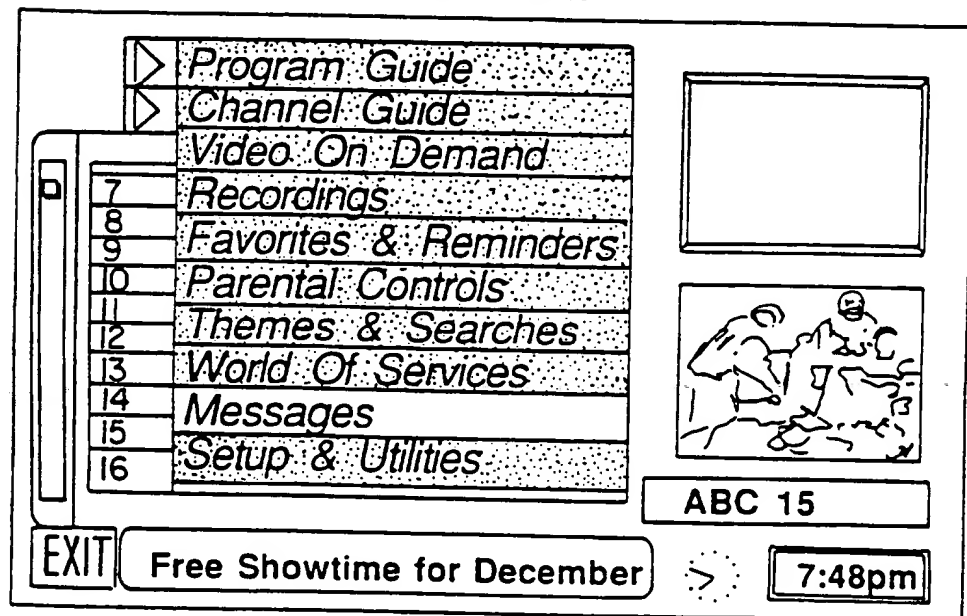 Program Guide
Channel Guide
Video On Demand
7 Recordings
8
9 Favorites & Reminders
10 Parental Controls
11
12 Themes & Searches
13 World Of Services
14 Messages
15
16 Setup & Utilities
ABC 15
EXIT Free Showtime for December 7:48pm